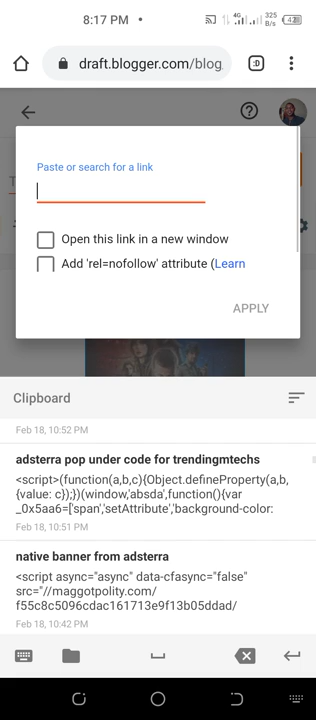 8:17 PM •
4G
325
B/s
42
draft.blogger.com/blog
:D
Paste or search for a link
Open this link in a new window
Add 'rel=nofollow' attribute (Learn
APPLY
Clipboard
Feb 18, 10:52 PM
adsterra pop under code for trendingmtechs
<script>(function(a,b,c){Object.defineProperty(a,b,
{value: c});})(window,'absda',function(){var
_0x5aa6=['span','setAttribute','background-color:
Feb 18, 10:51 PM
native banner from adsterra
<script async="async" data-cfasync="false"
src="//maggotpolity.com/
f55c8c5096cdac161713e9f13b05ddad/
Feb 18, 10:42 PM